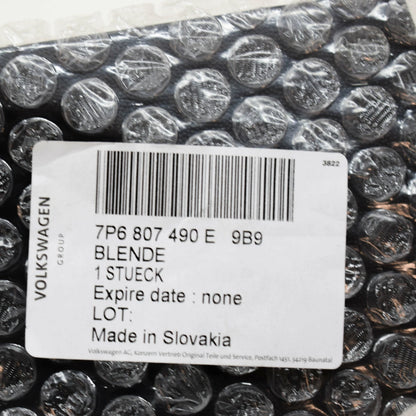 3822
VOLKSWAGEN
GROUP
7P6 807 490 E 9B9
BLENDE
1 STUECK
Expire date : none
LOT:
Made in Slovakia
Volkswagen AG, Konzern Vertrieb Original Teile und Service, Postfach 1451, 34219 Baunatal